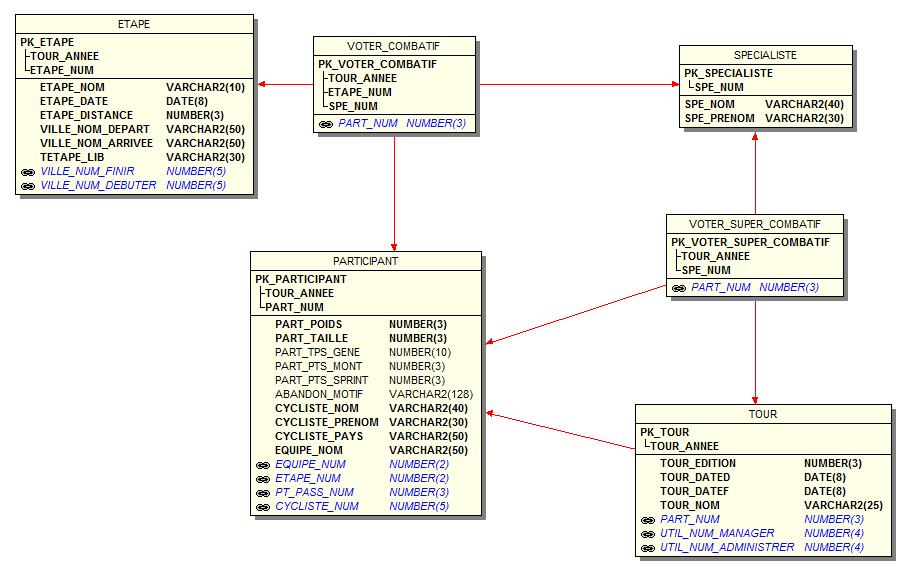 ETAPE
PK_ETAPE
TOUR_ANNEE
ETAPE_NUM
ETAPE_NOM VARCHAR2(10)
ETAPE_DATE DATE(8)
ETAPE_DISTANCE NUMBER(3)
VILLE_NOM_DEPART VARCHAR2(50)
VILLE_NOM_ARRIVEE VARCHAR2(50)
TETAPE_LIB VARCHAR2(30)
VILLE_NUM_FINIR NUMBER(5)
VILLE_NUM_DEBUTER NUMBER(5)
VOTER_COMBATIF
PK_VOTER_COMBATIF
TOUR_ANNEE
ETAPE_NUM
SPE_NUM
PART_NUM NUMBER(3)
SPECIALISTE
PK_SPECIALISTE
SPE_NUM
SPE_NOM VARCHAR2(40)
SPE_PRENOM VARCHAR2(30)
VOTER_SUPER_COMBATIF
PK_VOTER_SUPER_COMBATIF
TOUR_ANNEE
SPE_NUM
PART_NUM NUMBER(3)
PARTICIPANT
PK_PARTICIPANT
TOUR_ANNEE
PART_NUM
PART_POIDS NUMBER(3)
PART_TAILLE NUMBER(3)
PART_TPS_GENE NUMBER(10)
PART_PTS_MONT NUMBER(3)
PART_PTS_SPRINT NUMBER(3)
ABANDON_MOTIF VARCHAR2(128)
CYCLISTE_NOM VARCHAR2(40)
CYCLISTE_PRENOM VARCHAR2(30)
CYCLISTE_PAYS VARCHAR2(50)
EQUIPE_NOM VARCHAR2(50)
EQUIPE_NUM NUMBER(2)
ETAPE_NUM NUMBER(2)
PT_PASS_NUM NUMBER(3)
CYCLISTE_NUM NUMBER(5)
TOUR
PK_TOUR
TOUR_ANNEE
TOUR_EDITION NUMBER(3)
TOUR_DATED DATE(8)
TOUR_DATEF DATE(8)
TOUR_NOM VARCHAR2(25)
PART_NUM NUMBER(3)
UTIL_NUM_MANAGER NUMBER(4)
UTIL_NUM_ADMINISTRER NUMBER(4)